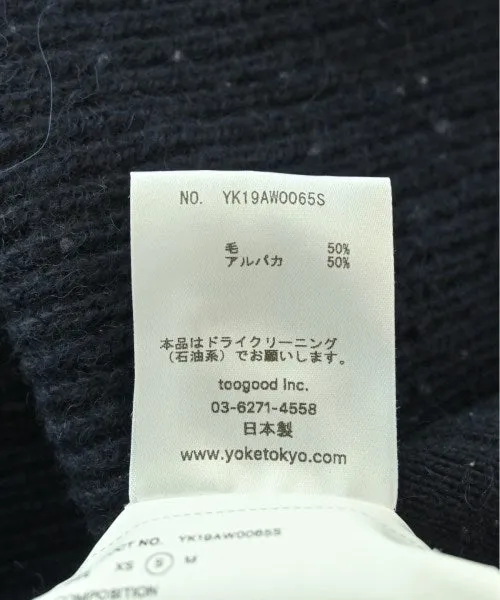 NO. YK19AW0065S
毛 50%
アルパカ 50%
本品はドライクリーニング
(石油系)でお願いします。
toogood Inc.
03-6271-4558
日本製
www.yoketokyo.com
NO. YK19AW0065S
XS S M
COMPOSITION